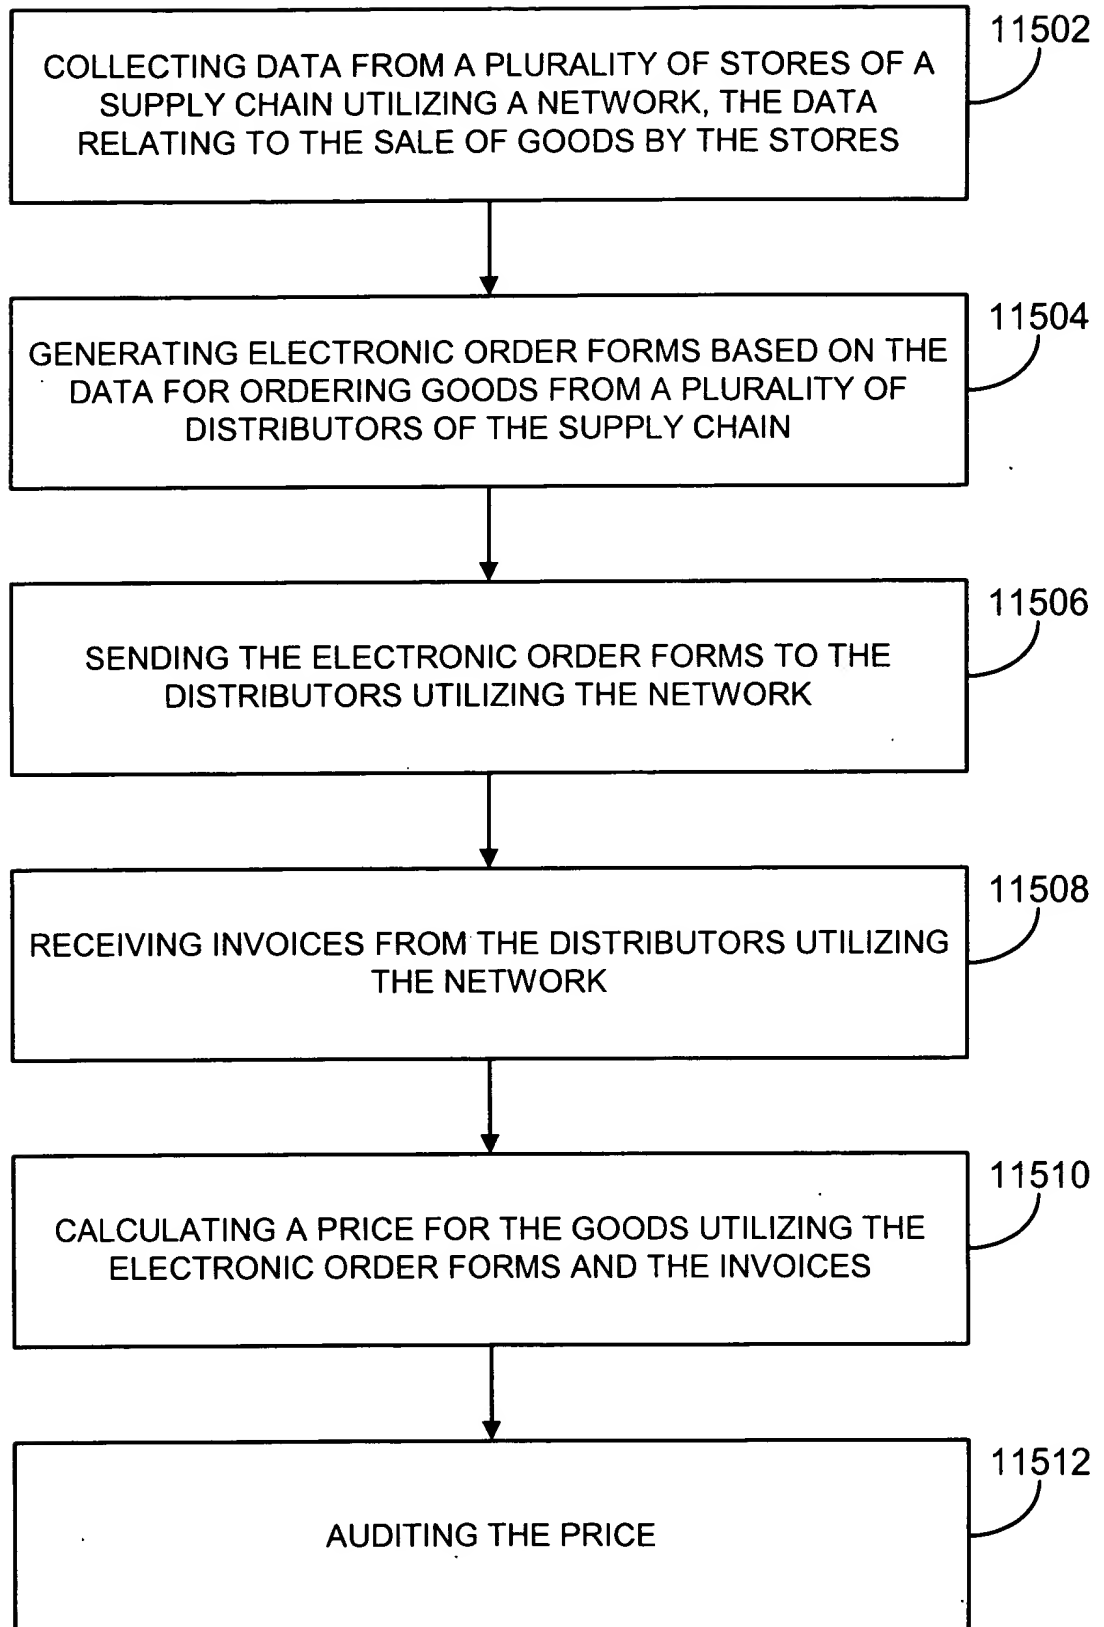 11502
COLLECTING DATA FROM A PLURALITY OF STORES OF A
SUPPLY CHAIN UTILIZING A NETWORK, THE DATA
RELATING TO THE SALE OF GOODS BY THE STORES
11504
GENERATING ELECTRONIC ORDER FORMS BASED ON THE
DATA FOR ORDERING GOODS FROM A PLURALITY OF
DISTRIBUTORS OF THE SUPPLY CHAIN
11506
SENDING THE ELECTRONIC ORDER FORMS TO THE
DISTRIBUTORS UTILIZING THE NETWORK
11508
RECEIVING INVOICES FROM THE DISTRIBUTORS UTILIZING
THE NETWORK
11510
CALCULATING A PRICE FOR THE GOODS UTILIZING THE
ELECTRONIC ORDER FORMS AND THE INVOICES
11512
AUDITING THE PRICE